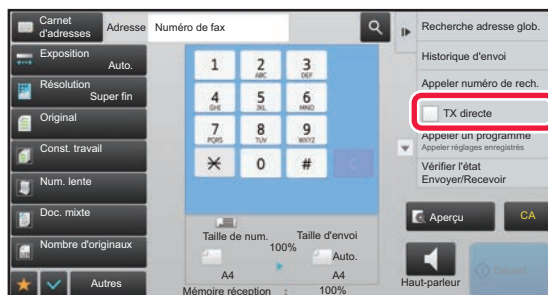 Carnet
d'adresses
Adresse
Numéro de fax
Exposition
Auto.
Résolution
Super fin
Original
Const. travail
Num. lente
Doc. mixte
Nombre d'originaux
Autres
1
2
ABC
3
DEF
4
GHI
5
JKL
6
MNO
7
PQRS
8
TUV
9
WXYZ
0
#
Taille de num.
100%
Taille d'envoi
Auto.
A4
A4
Mémoire réception : 100%
Recherche adresse glob.
Historique d'envoi
Appeler numéro de rech.
TX directe
Appeler un programme
Appeler réglages enregistrés
Vérifier l'état
Envoyer/Recevoir
Aperçu
CA
Haut-parleur
Départ